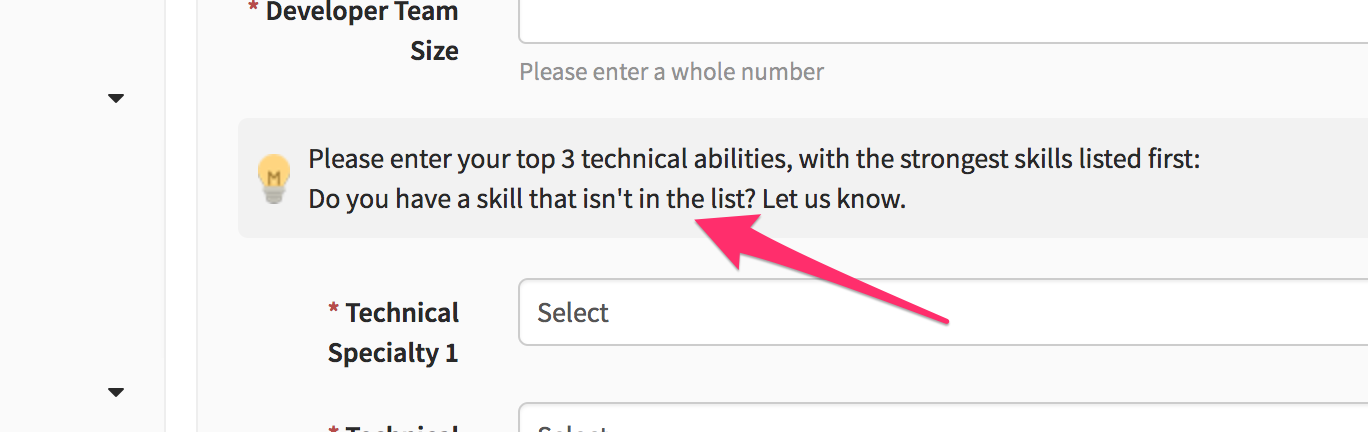 * Developer Team
Size
Please enter a whole number
M
Please enter your top 3 technical abilities, with the strongest skills listed first:
Do you have a skill that isn't in the list? Let us know.
* Technical
Specialty 1
Select
* Technical
Select